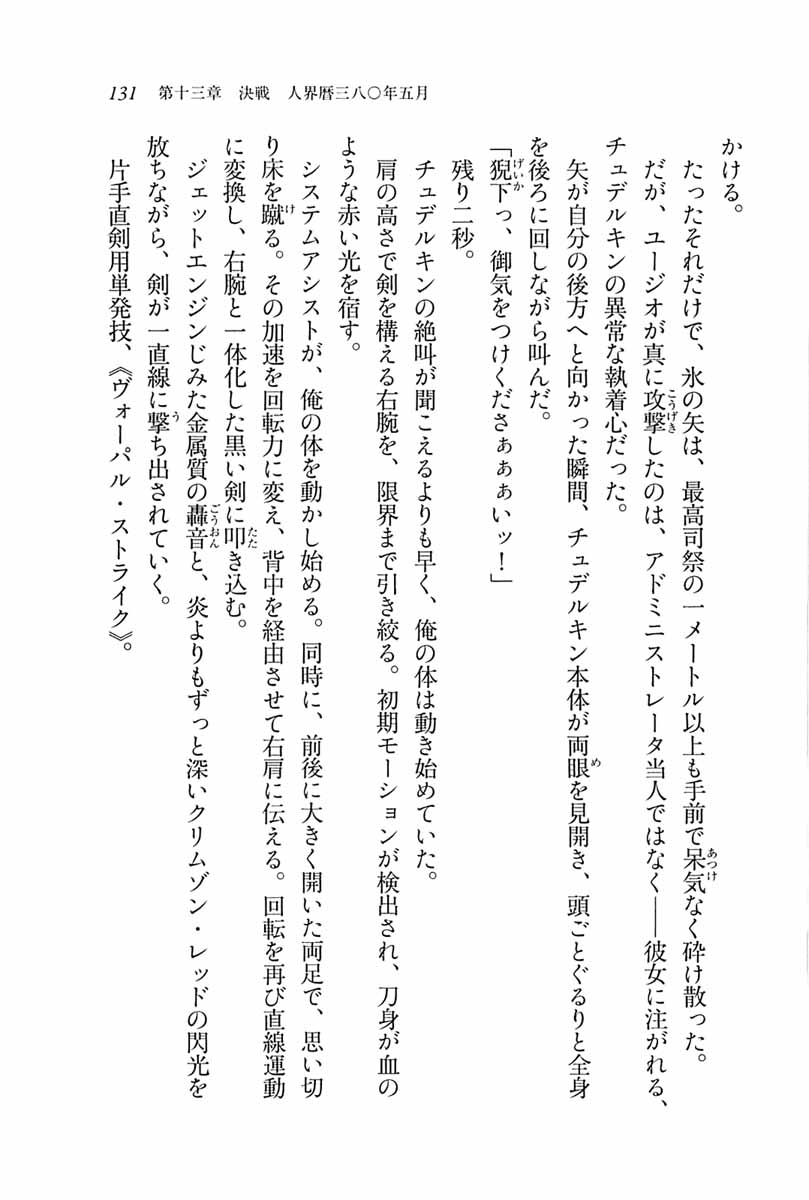 131 第十三章 決戦 人界暦三八〇年五月
かける。
たったそれだけで、氷の矢は、最高司祭の一メートル以上も手前で呆気なく砕け散った。
だが、ユージオが真に攻撃したのは、アドミニストレータ当人ではなく――彼女に注がれる、
チュデルキンの異常な執着心だった。
矢が自分の後方へと向かった瞬間、チュデルキン本体が両眼を見開き、頭ごとぐるりと全身
を後ろに回しながら叫んだ。
「猊下っ、御気をつけくださぁぁぁいッ！」
残り二秒。
チュデルキンの絶叫が聞こえるよりも早く、俺の体は動き始めていた。
肩の高さで剣を構える右腕を、限界まで引き絞る。初期モーションが検出され、刀身が血の
ような赤い光を宿す。
システムアシストが、俺の体を動かし始める。同時に、前後に大きく開いた両足で、思い切
り床を蹴る。その加速を回転力に変え、背中を経由させて右肩に伝える。回転を再び直線運動
に変換し、右腕と一体化した黒い剣に叩き込む。
ジェットエンジンじみた金属質の轟音と、炎よりもずっと深いクリムゾン・レッドの閃光を
放ちながら、剣が一直線に撃ち出されていく。
片手直剣用単発技、《ヴォーパル・ストライク》。